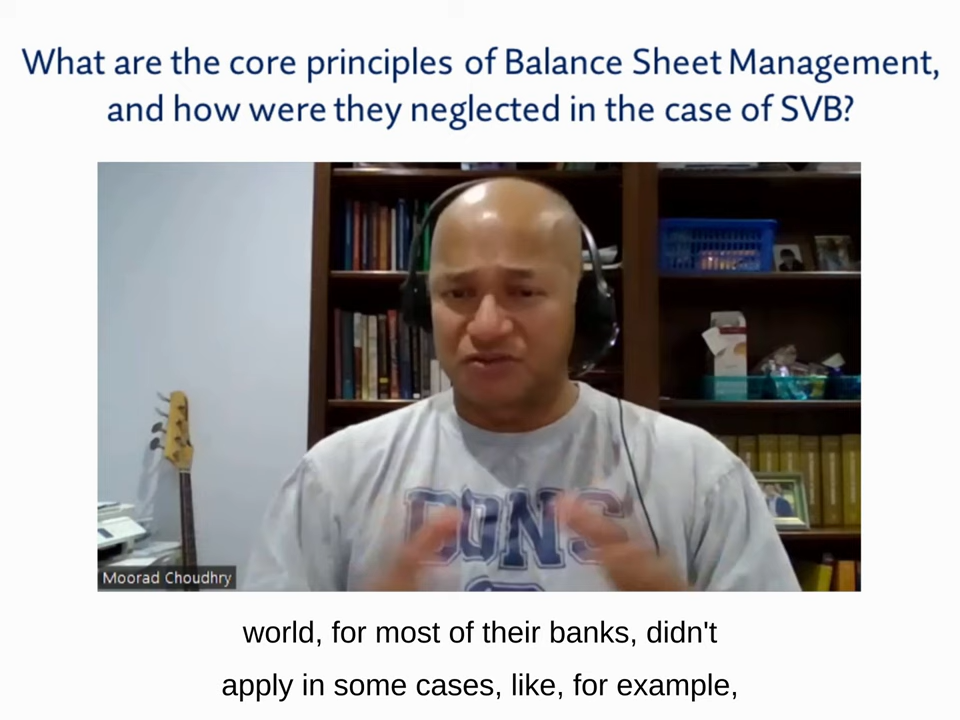 What are the core principles of Balance Sheet Management,
and how were they neglected in the case of SVB?
DONS
Moorad Choudhry
world, for most of their banks, didn't
apply in some cases, like, for example,